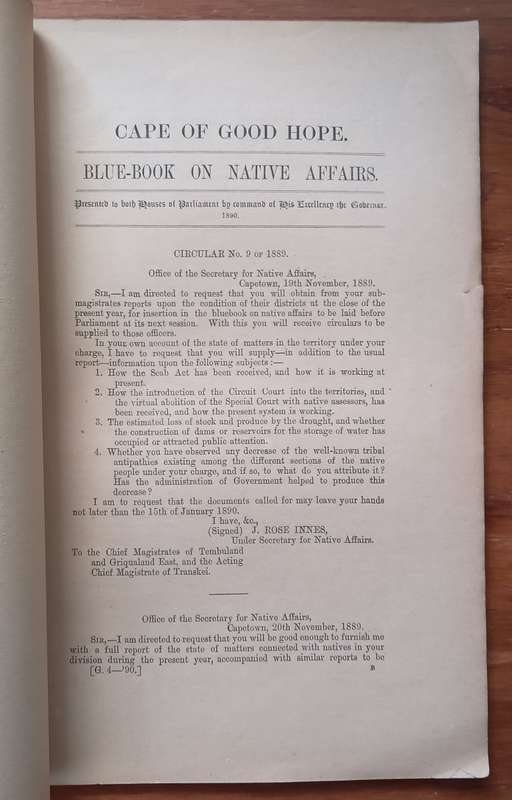 CAPE OF GOOD HOPE.
BLUE-BOOK ON NATIVE AFFAIRS.
Presented to both Houses of Parliament by command of His Excellency the Governor.
1890.
CIRCULAR No. 9 OF 1889.
Office of the Secretary for Native Affairs,
Capetown, 19th November, 1889.
SIR,—I am directed to request that you will obtain from your sub-
magistrates reports upon the condition of their districts at the close of the
present year, for insertion in the bluebook on native affairs to be laid before
Parliament at its next session. With this you will receive circulars to be
supplied to those officers.
In your own account of the state of matters in the territory under your
charge, I have to request that you will supply—in addition to the usual
report—information upon the following subjects:—
1. How the Scab Act has been received, and how it is working at
present.
2. How the introduction of the Circuit Court into the territories, and
the virtual abolition of the Special Court with native assessors, has
been received, and how the present system is working.
3. The estimated loss of stock and produce by the drought, and whether
the construction of dams or reservoirs for the storage of water has
occupied or attracted public attention.
4. Whether you have observed any decrease of the well-known tribal
antipathies existing among the different sections of the native
people under your charge, and if so, to what do you attribute it?
Has the administration of Government helped to produce this
decrease?
I am to request that the documents called for may leave your hands
not later than the 15th of January 1890.
I have, &c.,
(Signed) J. ROSE INNES,
Under Secretary for Native Affairs.
To the Chief Magistrates of Tembuland
and Griqualand East, and the Acting
Chief Magistrate of Transkei.
Office of the Secretary for Native Affairs,
Capetown, 20th November, 1889.
SIR,—I am directed to request that you will be good enough to furnish me
with a full report of the state of matters connected with natives in your
division during the present year, accompanied with similar reports to be
[G. 4—'90.] B